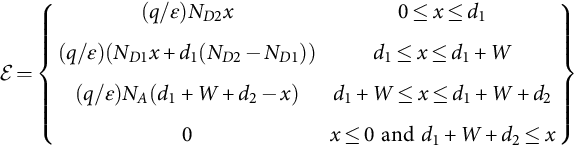 (q/ε)N_{D2}x    0 ≤ x ≤ d_1
(q/ε)(N_{D1}x + d_1(N_{D2} − N_{D1}))    d_1 ≤ x ≤ d_1 + W
ℰ =
(q/ε)N_A(d_1 + W + d_2 − x)    d_1 + W ≤ x ≤ d_1 + W + d_2
0    x ≤ 0 and d_1 + W + d_2 ≤ x